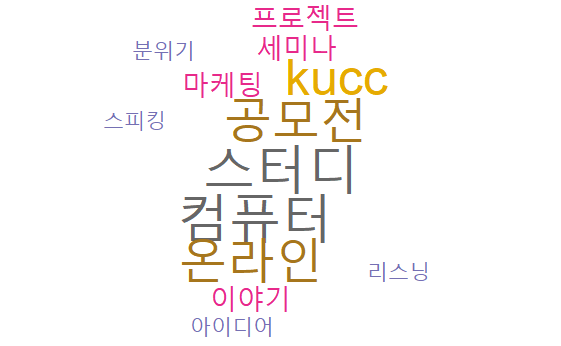 프로젝트
세미나
분위기
kucc
마케팅
공모전
스피킹
스터디
컴퓨터
온라인
리스닝
이야기
아이디어